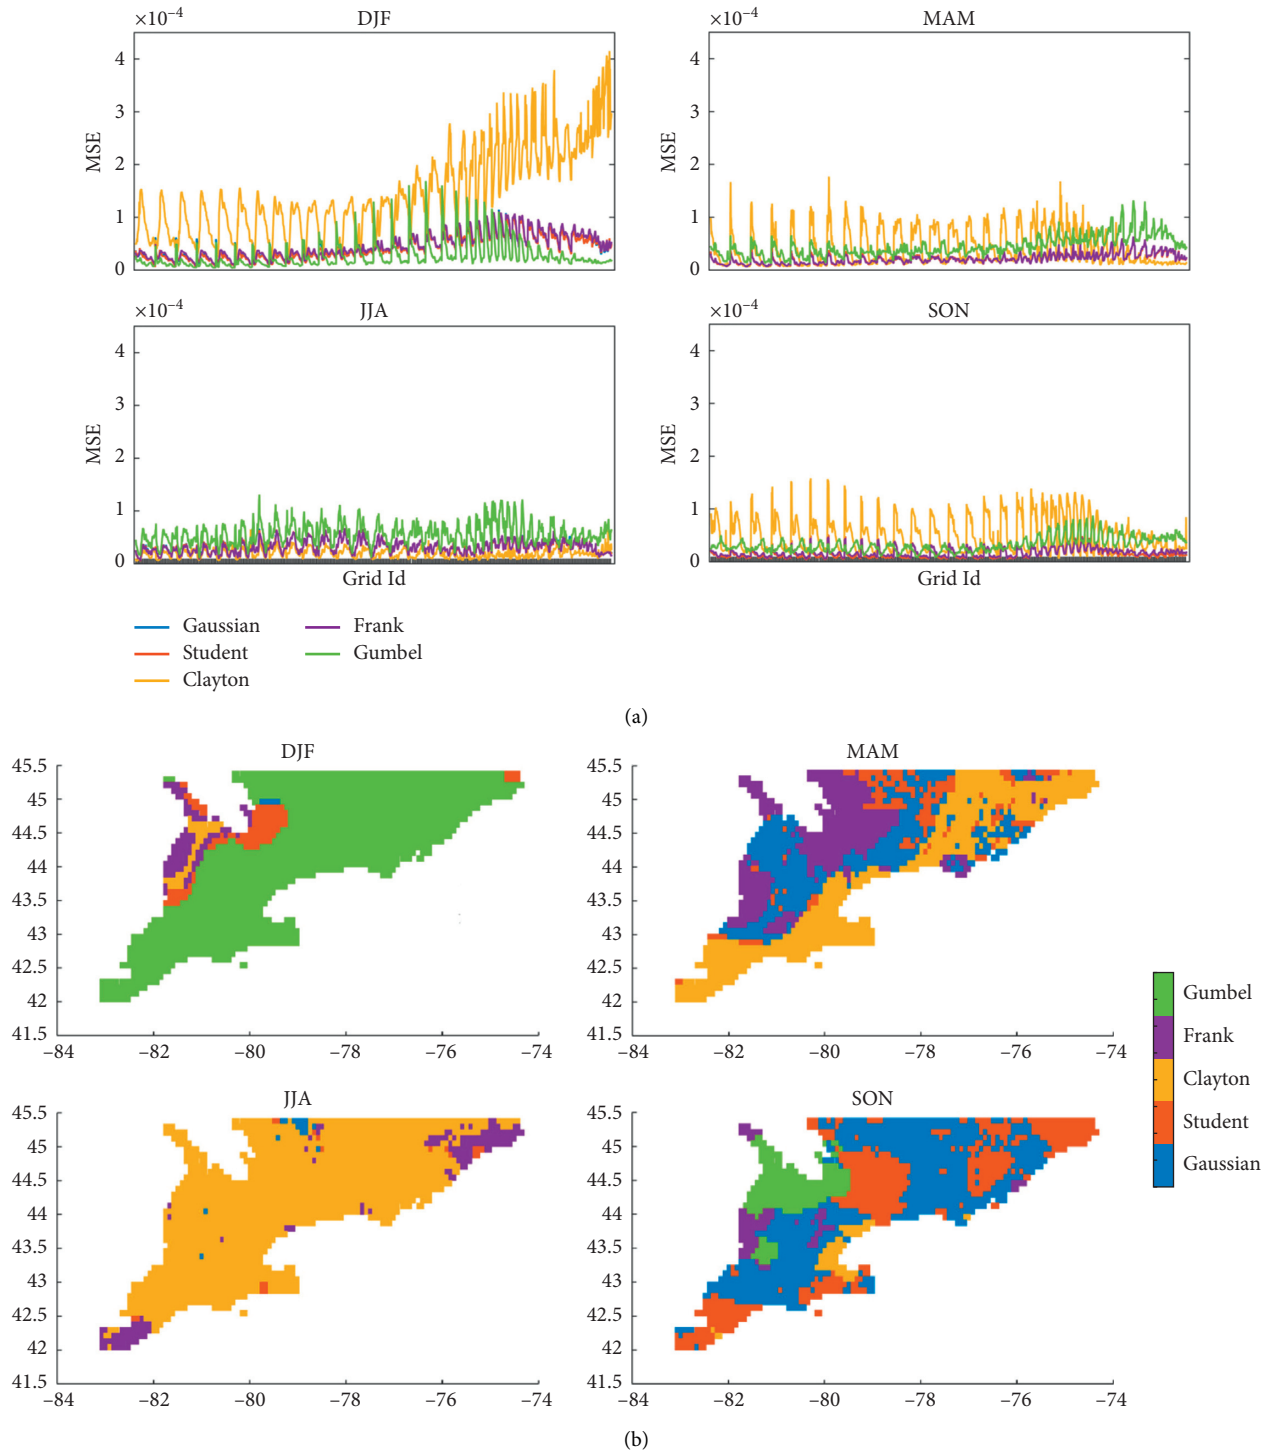 DJF
×10–4
4
3
2
1
0
MSE
MAM
×10–4
4
3
2
1
0
MSE
JJA
×10–4
4
3
2
1
0
MSE
Grid Id
SON
×10–4
4
3
2
1
0
MSE
Grid Id
Gaussian
Student
Clayton
Frank
Gumbel
(a)
DJF
45.5
45
44.5
44
43.5
43
42.5
42
41.5
–84 –82 –80 –78 –76 –74
MAM
45.5
45
44.5
44
43.5
43
42.5
42
41.5
–84 –82 –80 –78 –76 –74
JJA
45.5
45
44.5
44
43.5
43
42.5
42
41.5
–84 –82 –80 –78 –76 –74
SON
45.5
45
44.5
44
43.5
43
42.5
42
41.5
–84 –82 –80 –78 –76 –74
Gumbel
Frank
Clayton
Student
Gaussian
(b)